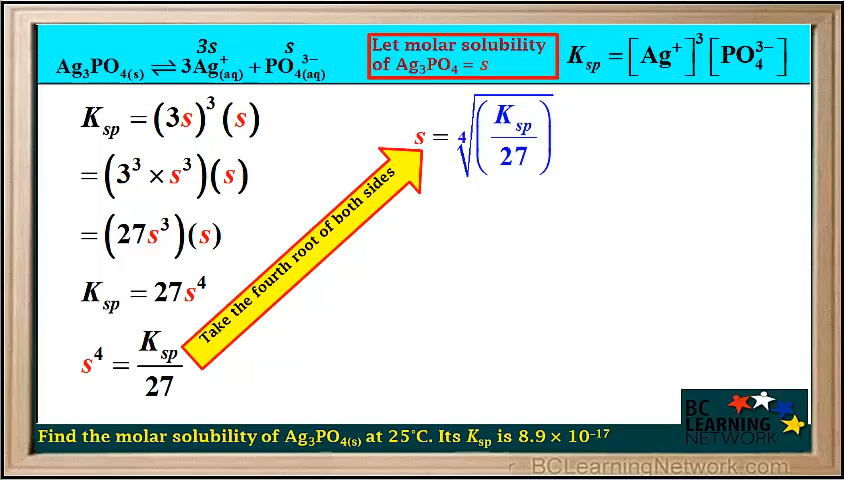 3s s
Ag₃PO₄₍s₎ ⇌ 3Ag⁺(aq) + PO₄³⁻(aq)
Let molar solubility
of Ag₃PO₄ = s
Ksp = [Ag⁺]³ [PO₄³⁻]
Ksp = (3s)³ (s)
= (3³ × s³)(s)
= (27s³)(s)
Ksp = 27s⁴
s⁴ = Ksp/27
Take the fourth root of both sides
s = ⁴√(Ksp/27)
BC
LEARNING
NETWORK
Find the molar solubility of Ag₃PO₄₍s₎ at 25°C. Its Ksp is 8.9 × 10⁻¹⁷
BCLearningNetwork.com